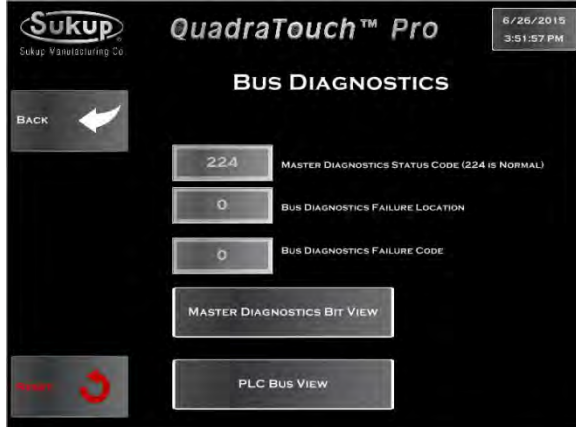 Sukup
Sukup Manufacturing Co
QuadraTouch™ Pro
6/26/2015
3:51:57 PM
BUS DIAGNOSTICS
BACK
224
MASTER DIAGNOSTICS STATUS CODE (224 IS NORMAL)
0
BUS DIAGNOSTICS FAILURE LOCATION
0
BUS DIAGNOSTICS FAILURE CODE
MASTER DIAGNOSTICS BIT VIEW
RESET
PLC BUS VIEW